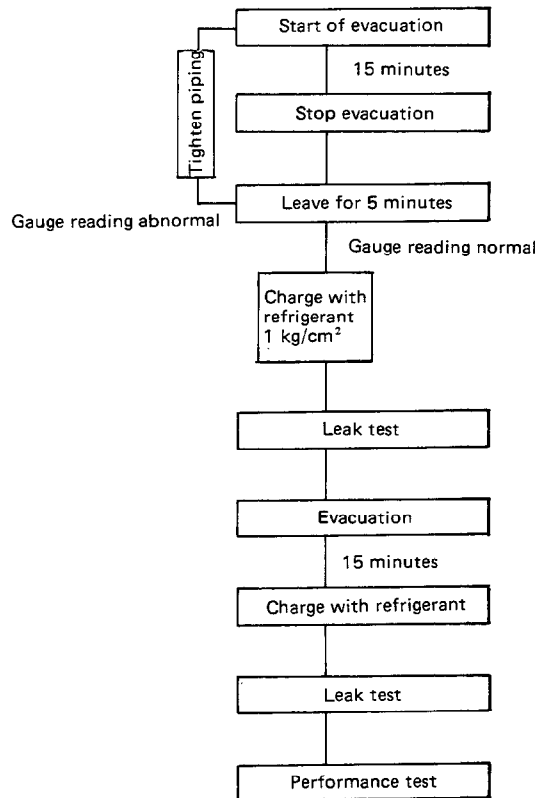 Start of evacuation
15 minutes
Tighten piping
Stop evacuation
Leave for 5 minutes
Gauge reading abnormal
Gauge reading normal
Charge with
refrigerant
1 kg/cm²
Leak test
Evacuation
15 minutes
Charge with refrigerant
Leak test
Performance test